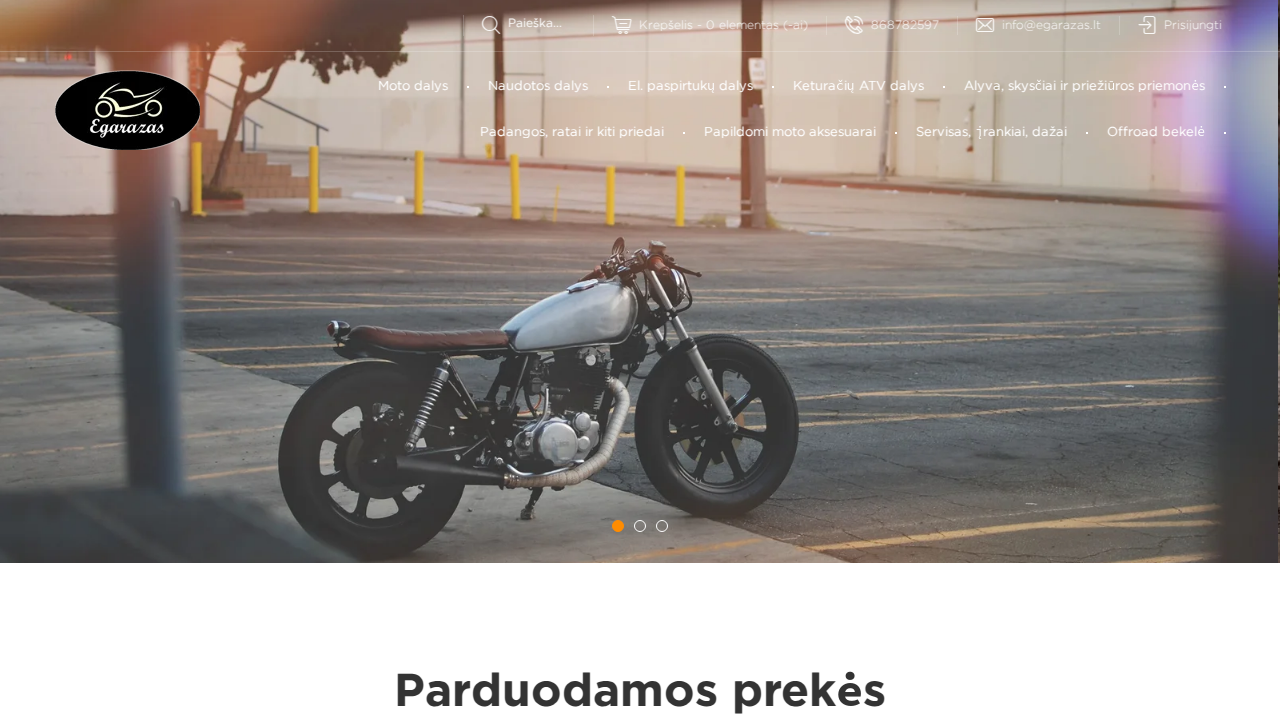 Paieška...
Krepšelis - 0 elementas (-ai)
868782597
info@egarazas.lt
Prisijungti
Egarazas
Moto dalys
Naudotos dalys
El. paspirtukų dalys
Keturačių ATV dalys
Alyva, skysčiai ir priežiūros priemonės
Padangos, ratai ir kiti priedai
Papildomi moto aksesuarai
Servisas, įrankiai, dažai
Offroad bekelė
Parduodamos prekės